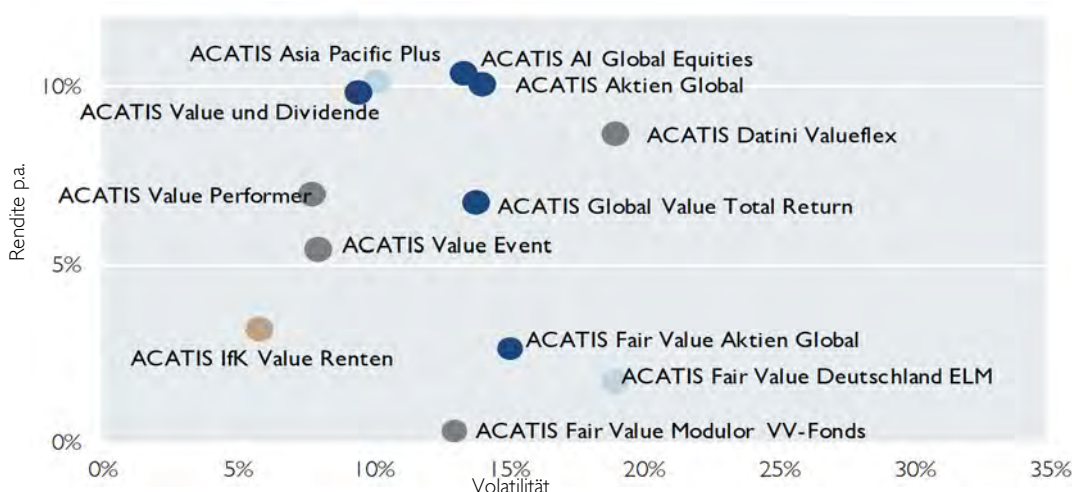 ACATIS Asia Pacific Plus
ACATIS AI Global Equities
10%
ACATIS Aktien Global
ACATIS Value und Dividende
ACATIS Datini Valueflex
Rendite p.a.
ACATIS Value Performer
ACATIS Global Value Total Return
ACATIS Value Event
5%
ACATIS Fair Value Aktien Global
ACATIS IfK Value Renten
ACATIS Fair Value Deutschland ELM
ACATIS Fair Value Modulor VV-Fonds
0%
0% 5% 10% 15% 20% 25% 30% 35%
Volatilität